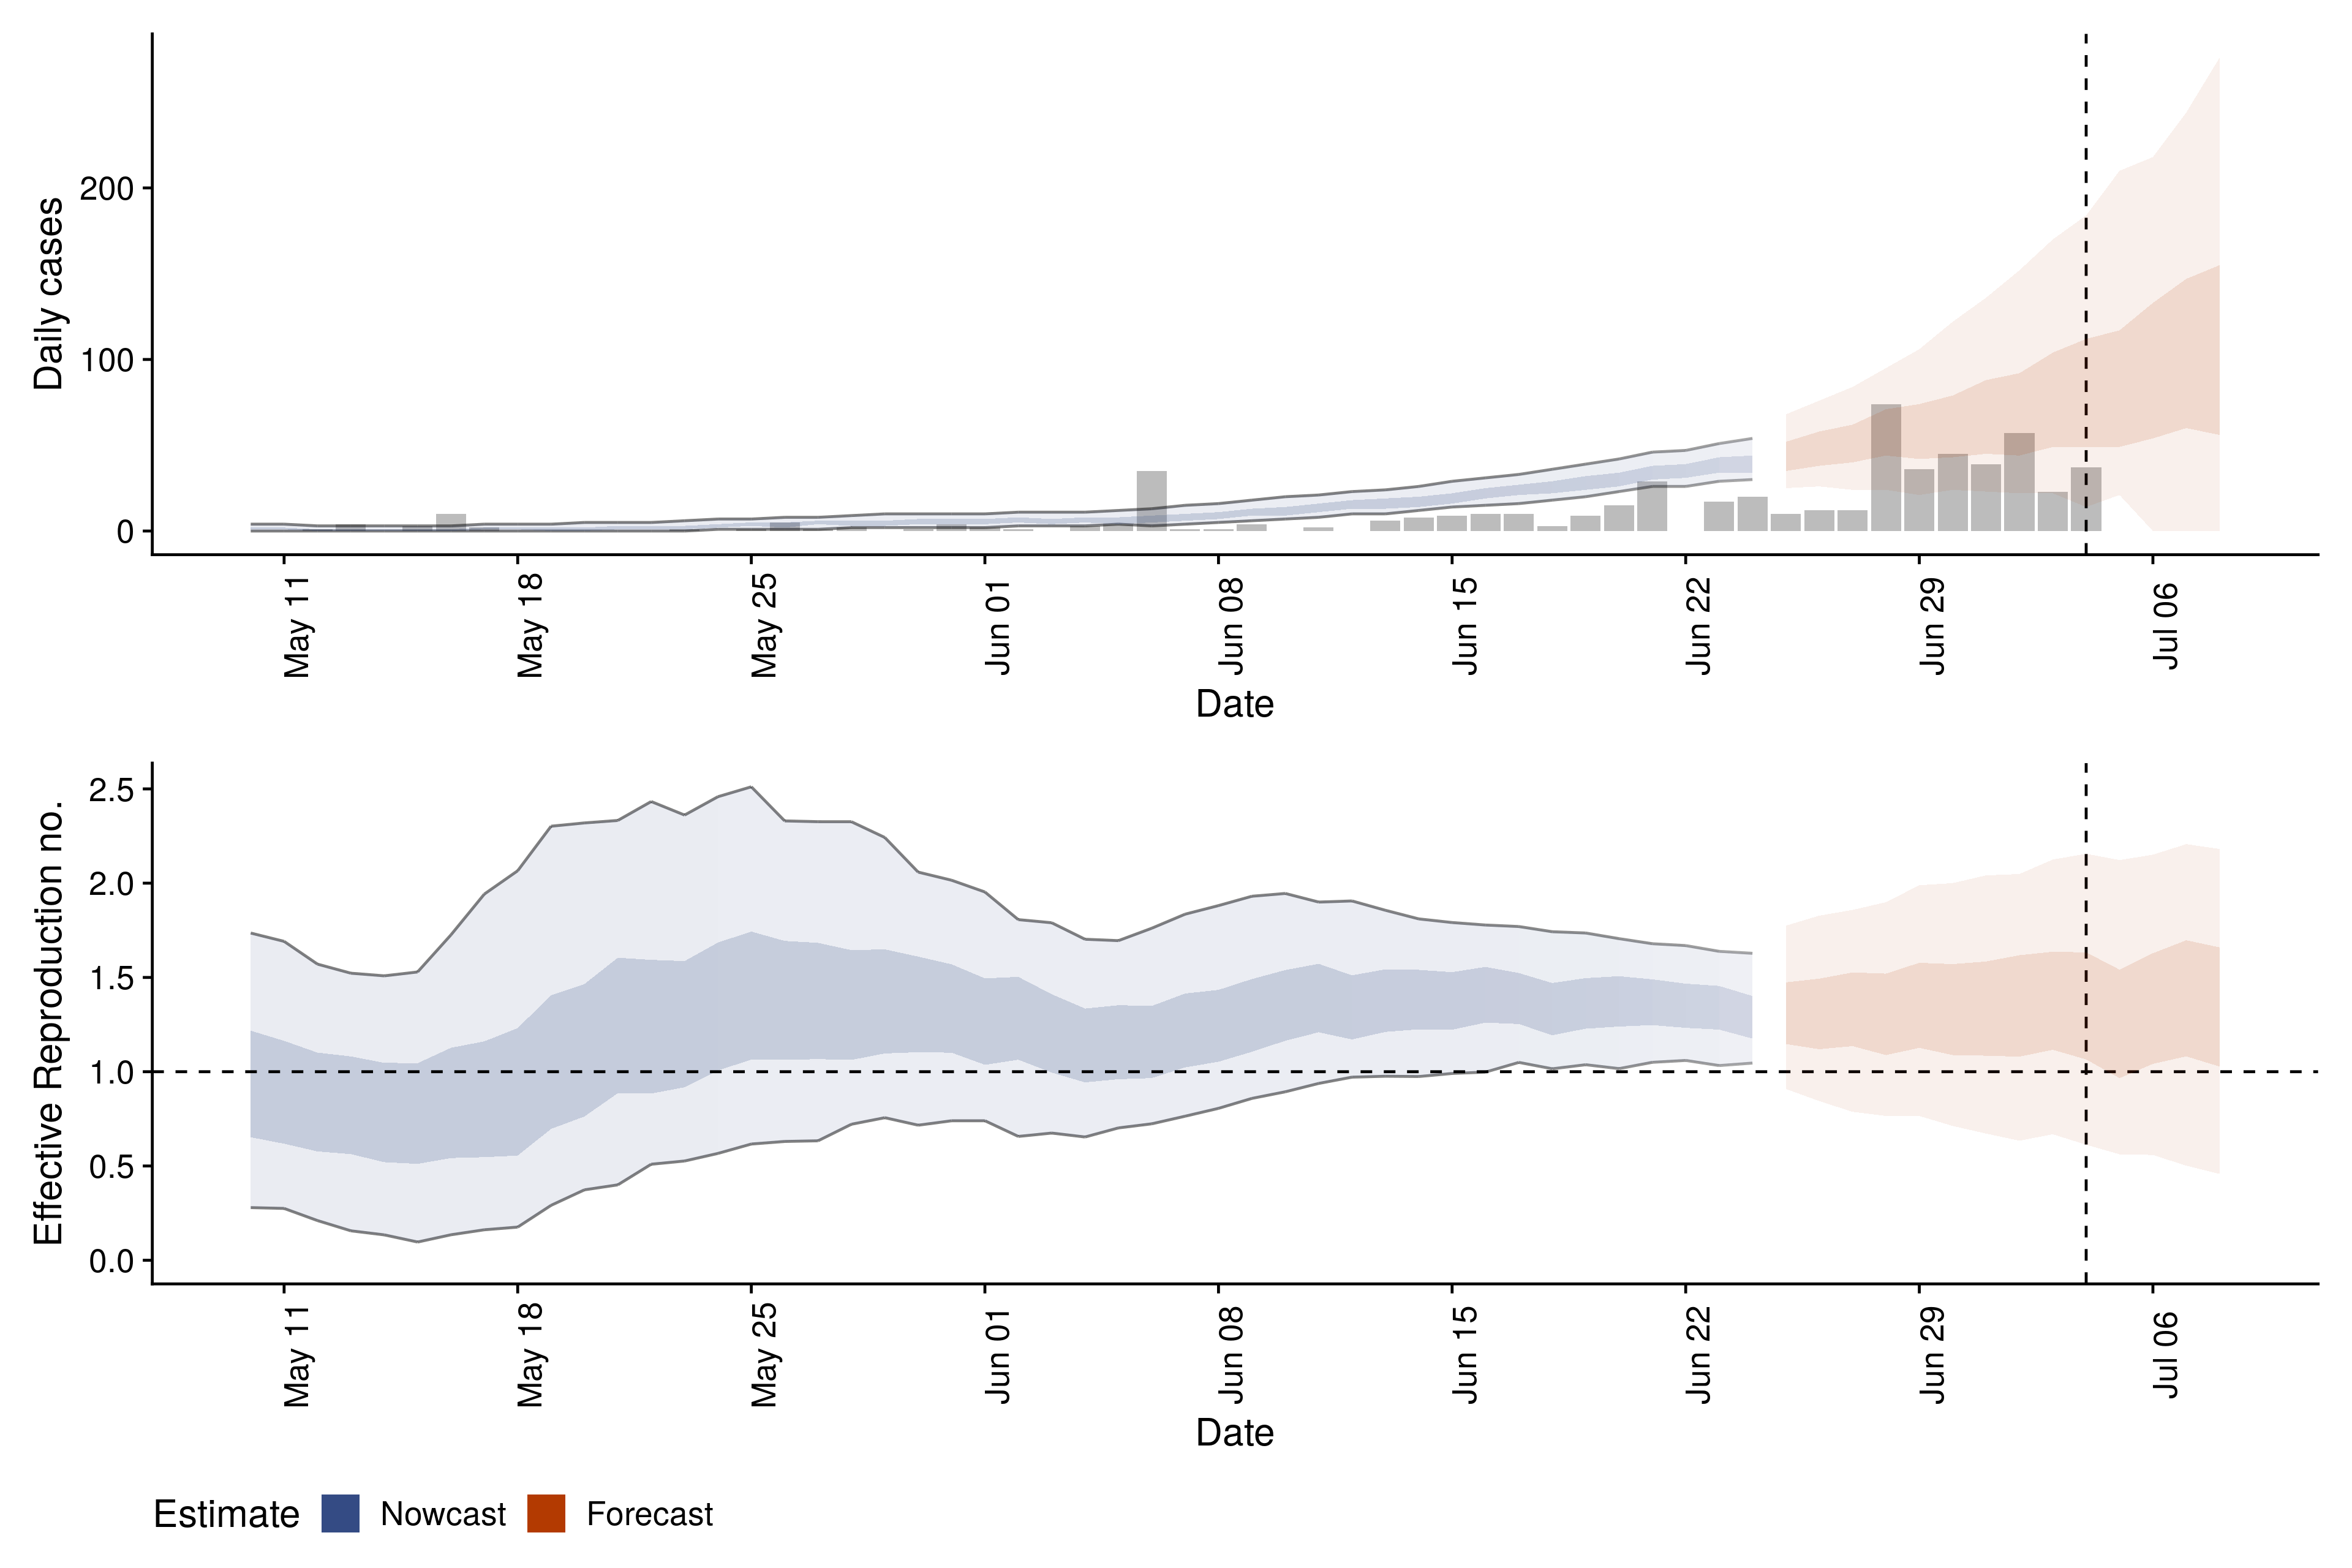 Daily cases
200
100
0
May 11
May 18
May 25
Jun 01
Jun 08
Jun 15
Jun 22
Jun 29
Jul 06
Date
Effective Reproduction no.
2.5
2.0
1.5
1.0
0.5
0.0
May 11
May 18
May 25
Jun 01
Jun 08
Jun 15
Jun 22
Jun 29
Jul 06
Date
Estimate Nowcast Forecast